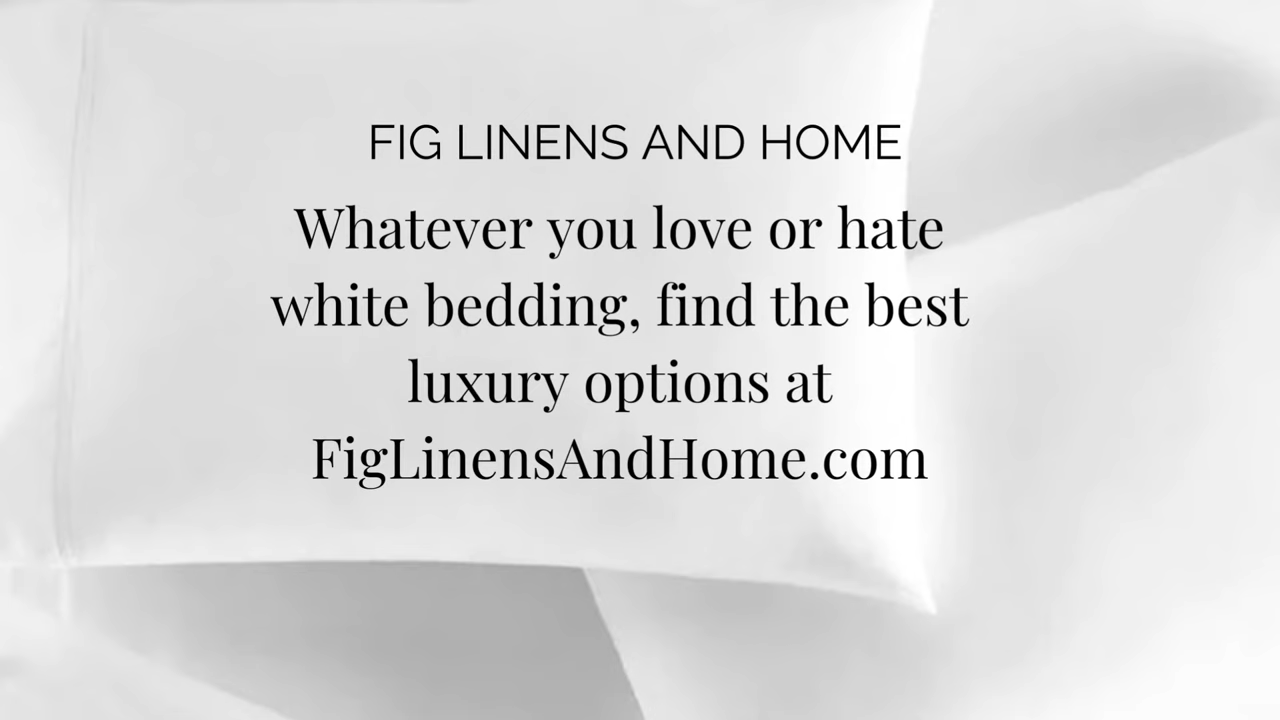 FIG LINENS AND HOME
Whatever you love or hate
white bedding, find the best
luxury options at
FigLinensAndHome.com